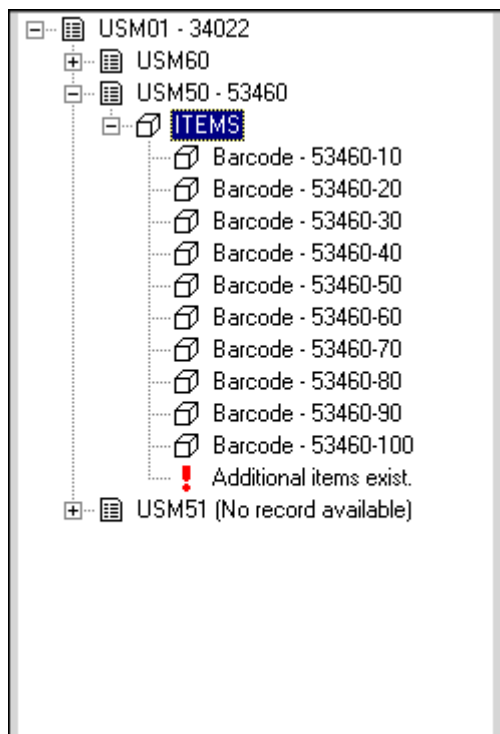 USM01 - 34022
USM60
USM50 - 53460
ITEMS
Barcode - 53460-10
Barcode - 53460-20
Barcode - 53460-30
Barcode - 53460-40
Barcode - 53460-50
Barcode - 53460-60
Barcode - 53460-70
Barcode - 53460-80
Barcode - 53460-90
Barcode - 53460-100
Additional items exist.
USM51 (No record available)